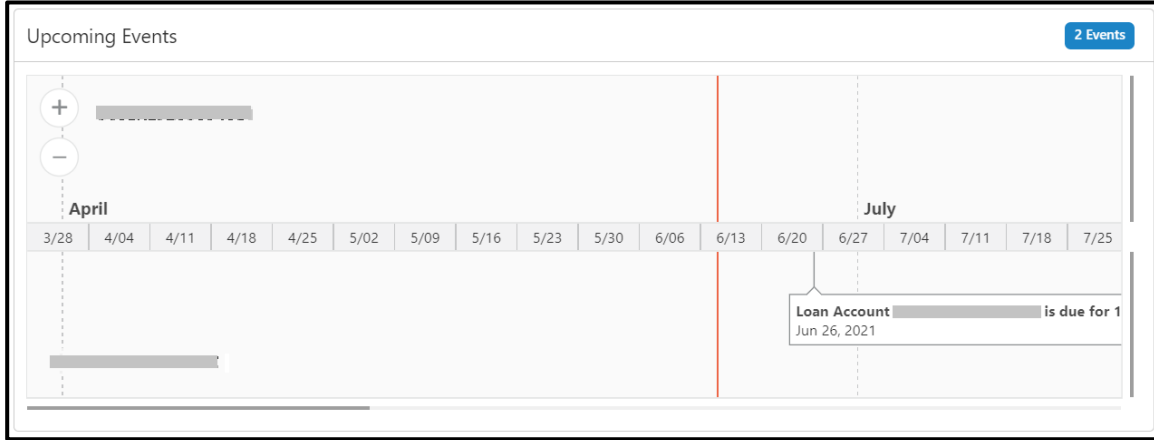 Upcoming Events
2 Events
+
−
April
July
3/28 4/04 4/11 4/18 4/25 5/02 5/09 5/16 5/23 5/30 6/06 6/13 6/20 6/27 7/04 7/11 7/18 7/25
Loan Account is due for 1
Jun 26, 2021